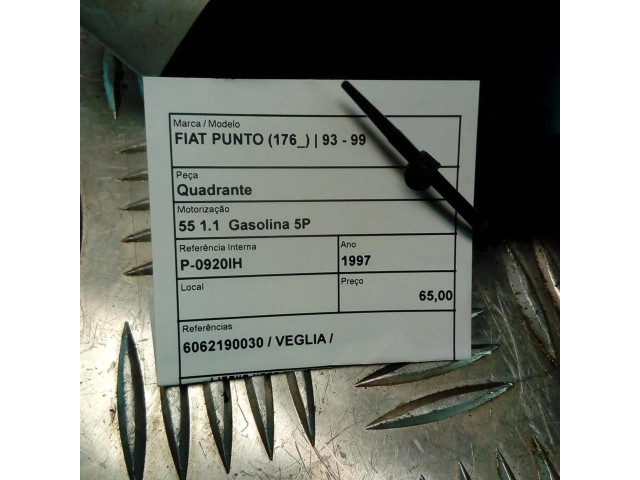 Marca / Modelo
FIAT PUNTO (176_) | 93 - 99
Peça
Quadrante
Motorização
55 1.1 Gasolina 5P
Referência Interna
P-0920IH
Ano
1997
Local
Preço
65,00
Referências
6062190030 / VEGLIA /